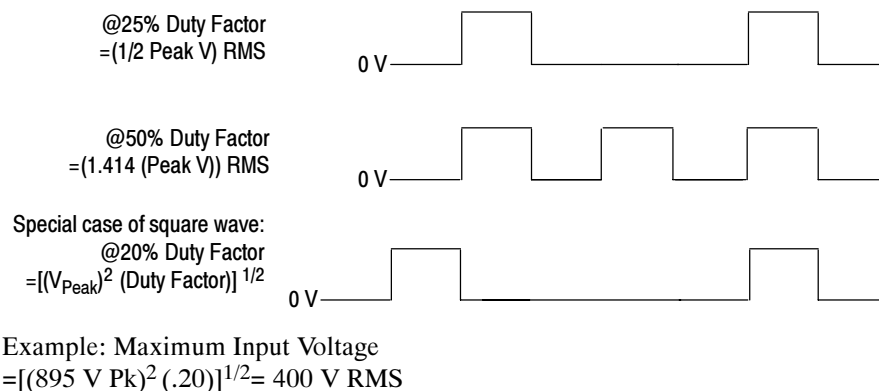 @25% Duty Factor
=(1/2 Peak V) RMS
0 V
@50% Duty Factor
=(1.414 (Peak V)) RMS
0 V
Special case of square wave:
@20% Duty Factor
=[(V_Peak)² (Duty Factor)] ^1/2
0 V
Example: Maximum Input Voltage
=[(895 V Pk)² (.20)]^1/2= 400 V RMS